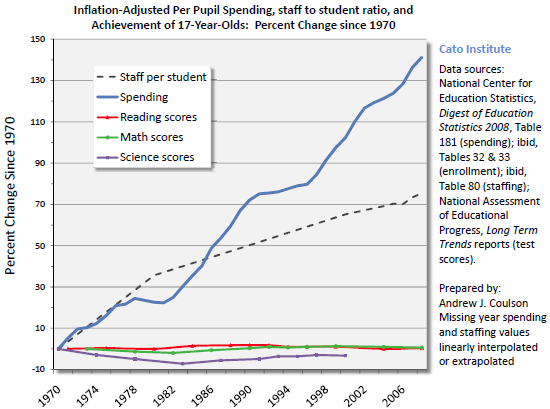 Inflation-Adjusted Per Pupil Spending, staff to student ratio, and
Achievement of 17-Year-Olds:  Percent Change since 1970
150
130
110
90
70
50
30
10
-10
Percent Change Since 1970
Staff per student
Spending
Reading scores
Math scores
Science scores
1970
1974
1978
1982
1986
1990
1994
1998
2002
2006
Cato Institute
Data sources:
National Center for
Education Statistics,
Digest of Education
Statistics 2008, Table
181 (spending); ibid,
Tables 32 & 33
(enrollment); ibid,
Table 80 (staffing);
National Assessment
of Educational
Progress, Long Term
Trends reports (test
scores).
Prepared by:
Andrew J. Coulson
Missing year spending
and staffing values
linearly interpolated
or extrapolated